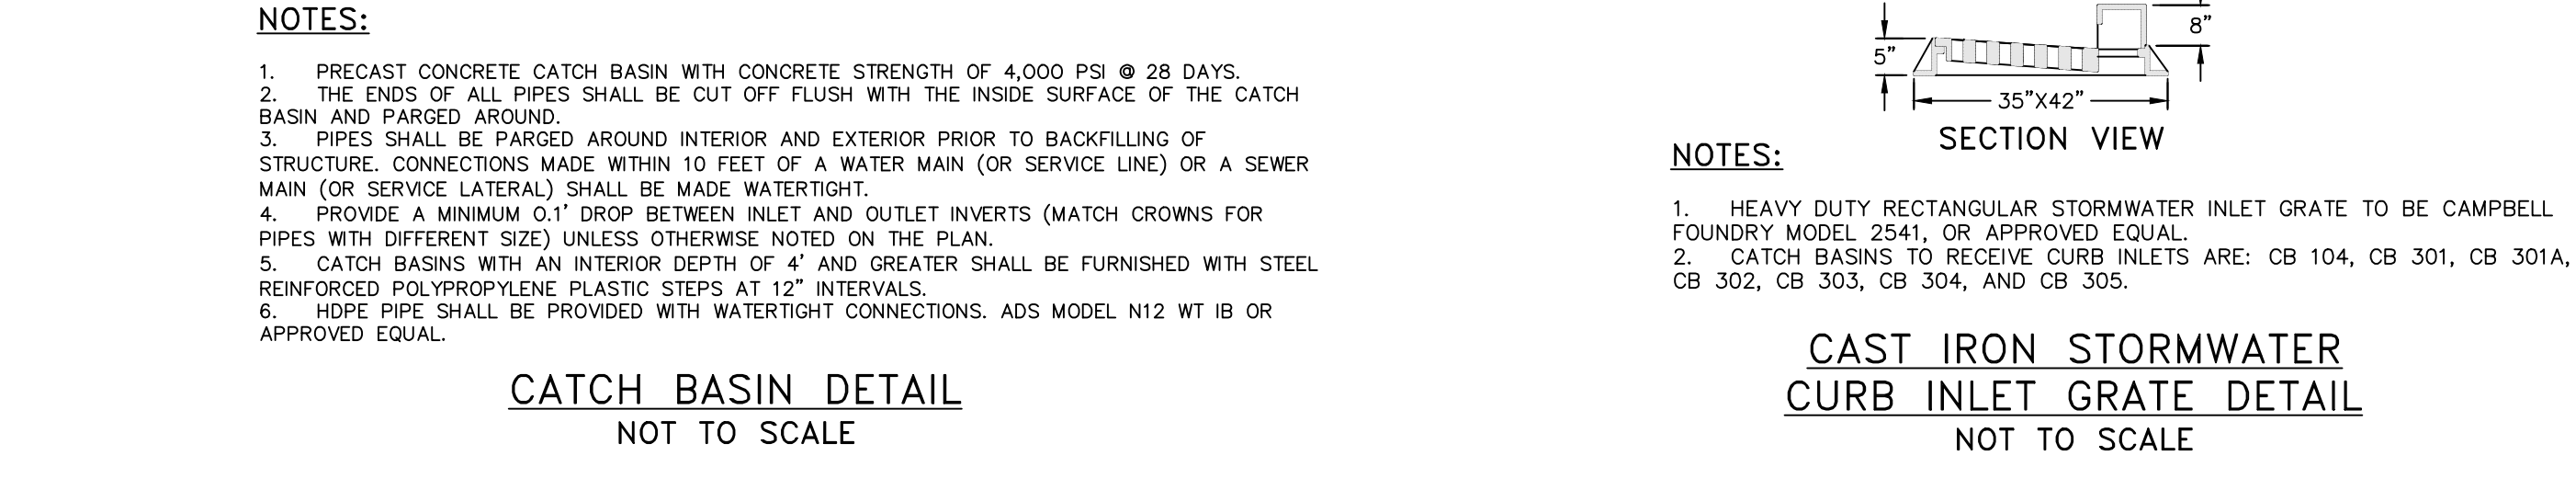 NOTES:
1. PRECAST CONCRETE CATCH BASIN WITH CONCRETE STRENGTH OF 4,000 PSI @ 28 DAYS.
2. THE ENDS OF ALL PIPES SHALL BE CUT OFF FLUSH WITH THE INSIDE SURFACE OF THE CATCH
BASIN AND PARGED AROUND.
3. PIPES SHALL BE PARGED AROUND INTERIOR AND EXTERIOR PRIOR TO BACKFILLING OF
STRUCTURE. CONNECTIONS MADE WITHIN 10 FEET OF A WATER MAIN (OR SERVICE LINE) OR A SEWER
MAIN (OR SERVICE LATERAL) SHALL BE MADE WATERTIGHT.
4. PROVIDE A MINIMUM 0.1' DROP BETWEEN INLET AND OUTLET INVERTS (MATCH CROWNS FOR
PIPES WITH DIFFERENT SIZE) UNLESS OTHERWISE NOTED ON THE PLAN.
5. CATCH BASINS WITH AN INTERIOR DEPTH OF 4' AND GREATER SHALL BE FURNISHED WITH STEEL
REINFORCED POLYPROPYLENE PLASTIC STEPS AT 12" INTERVALS.
6. HDPE PIPE SHALL BE PROVIDED WITH WATERTIGHT CONNECTIONS. ADS MODEL N12 WT IB OR
APPROVED EQUAL.
CATCH BASIN DETAIL
NOT TO SCALE
8"
5"
35"X42"
SECTION VIEW
NOTES:
1. HEAVY DUTY RECTANGULAR STORMWATER INLET GRATE TO BE CAMPBELL
FOUNDRY MODEL 2541, OR APPROVED EQUAL.
2. CATCH BASINS TO RECEIVE CURB INLETS ARE: CB 104, CB 301, CB 301A,
CB 302, CB 303, CB 304, AND CB 305.
CAST IRON STORMWATER
CURB INLET GRATE DETAIL
NOT TO SCALE